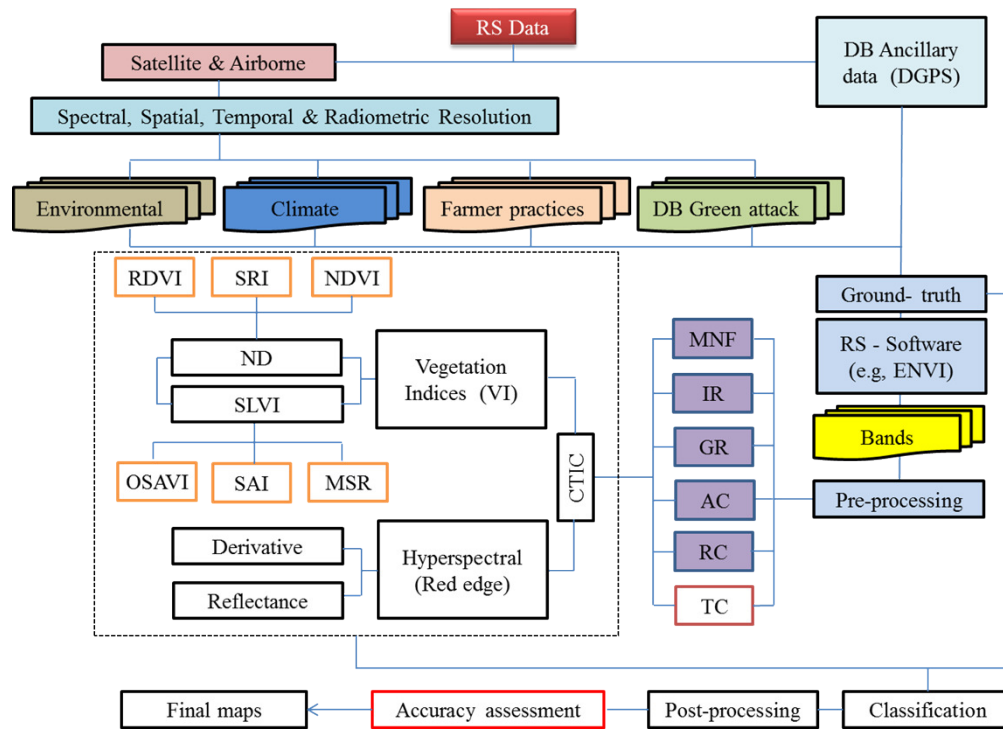 RS Data
Satellite & Airborne
DB Ancillary
data (DGPS)
Spectral, Spatial, Temporal & Radiometric Resolution
Environmental
Climate
Farmer practices
DB Green attack
RDVI
SRI
NDVI
ND
SLVI
Vegetation
Indices (VI)
OSAVI
SAI
MSR
Derivative
Reflectance
Hyperspectral
(Red edge)
CTIC
MNF
IR
GR
AC
RC
TC
Ground- truth
RS - Software
(e.g, ENVI)
Bands
Pre-processing
Final maps
Accuracy assessment
Post-processing
Classification